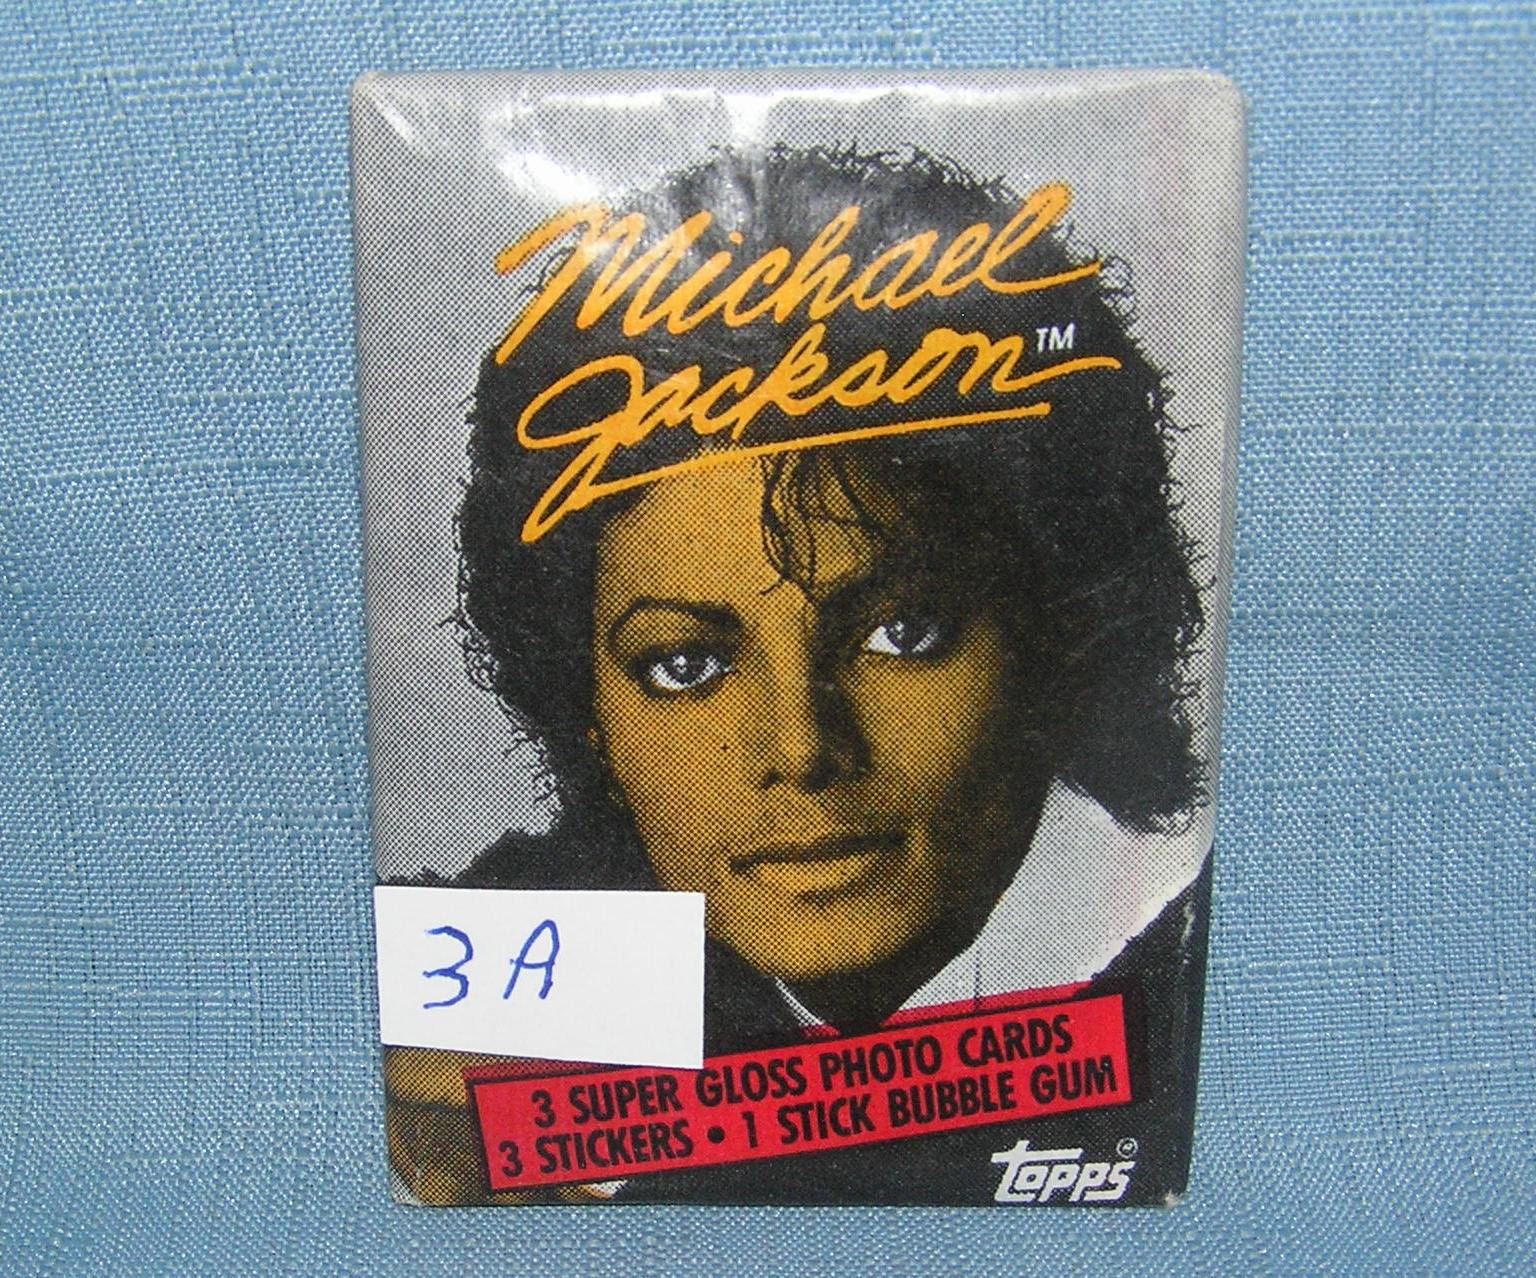 Michael
Jackson™
3A
3 SUPER GLOSS PHOTO CARDS
3 STICKERS • 1 STICK BUBBLE GUM
topps®